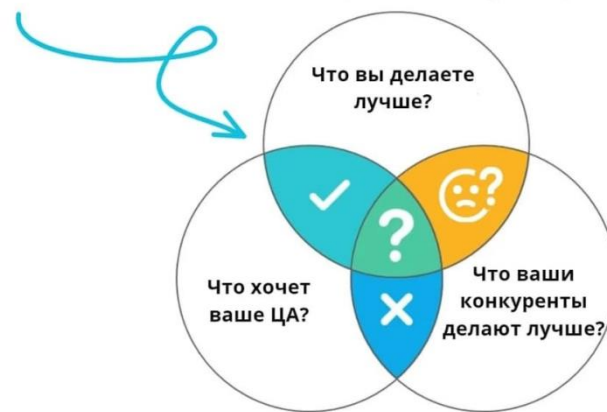 Что вы делаете
лучше?
?
?
Что хочет
ваше ЦА?
Что ваши
конкуренты
делают лучше?